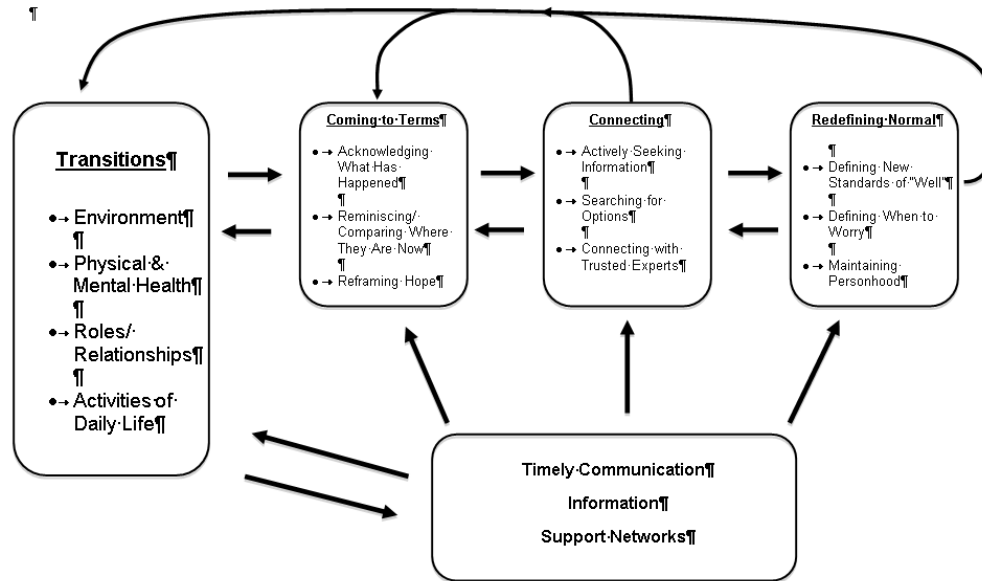 ¶
Transitions¶
●→Environment¶
¶
●→Physical·&·
Mental·Health¶
¶
●→Roles/·
Relationships¶
¶
●→Activities·of·
Daily·Life¶
Coming·to·Terms¶
●→Acknowledging·
What·Has·
Happened¶
¶
●→Reminiscing/·
Comparing·Where·
They·Are·Now¶
¶
●→Reframing·Hope¶
Connecting¶
●→Actively·Seeking·
Information¶
¶
●→Searching·for·
Options¶
¶
●→Connecting·with·
Trusted·Experts¶
Redefining·Normal¶
¶
●→Defining·New·
Standards·of·"Well"¶
¶
●→Defining·When·to·
Worry¶
¶
●→Maintaining·
Personhood¶
Timely·Communication¶
Information¶
Support·Networks¶